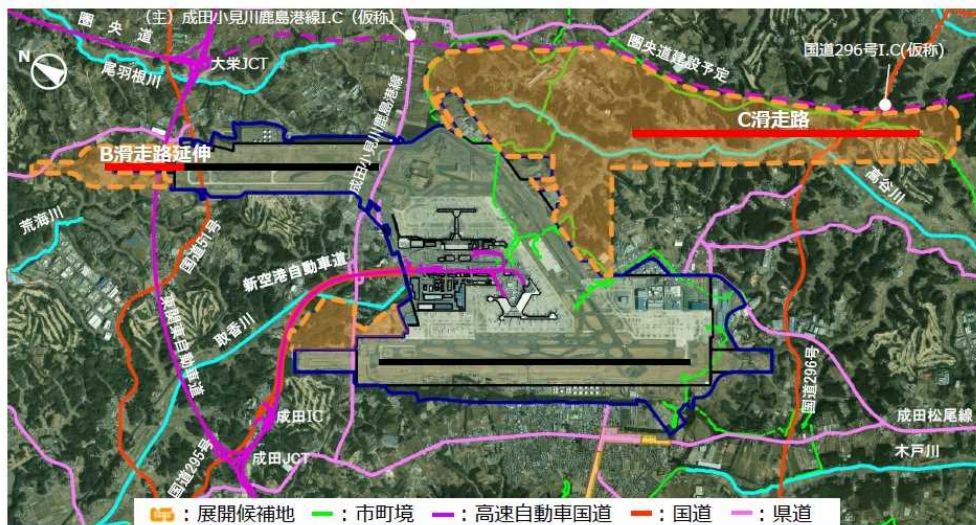 (主)成田小見川鹿島港線I.C(仮称)
圏央道
大栄JCT
尾羽根川
N
成田小見川鹿島港線
圏央道建設予定
国道296号I.C(仮称)
C滑走路
B滑走路延伸
高谷川
荒海川
国道51号
新空港自動車道
取香川
東関東自動車道
成田IC
国道295号
成田JCT
国道296号
成田松尾線
木戸川
:展開候補地 :市町境 :高速自動車国道 :国道 :県道